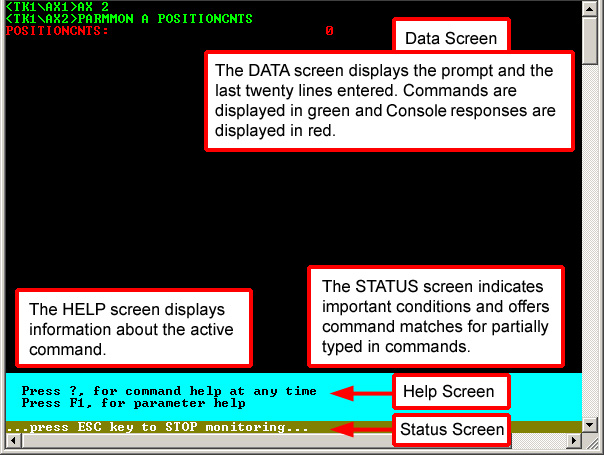 <TK1\AX1>AX 2
<TK1\AX2>PARMMON A POSITIONCNTS
POSITIONCNTS: 0
Data Screen
The DATA screen displays the prompt and the
last twenty lines entered. Commands are
displayed in green and Console responses are
displayed in red.
The HELP screen displays
information about the active
command.
The STATUS screen indicates
important conditions and offers
command matches for partially
typed in commands.
Press ?, for command help at any time
Press F1, for parameter help
Help Screen
...press ESC key to STOP monitoring...
Status Screen